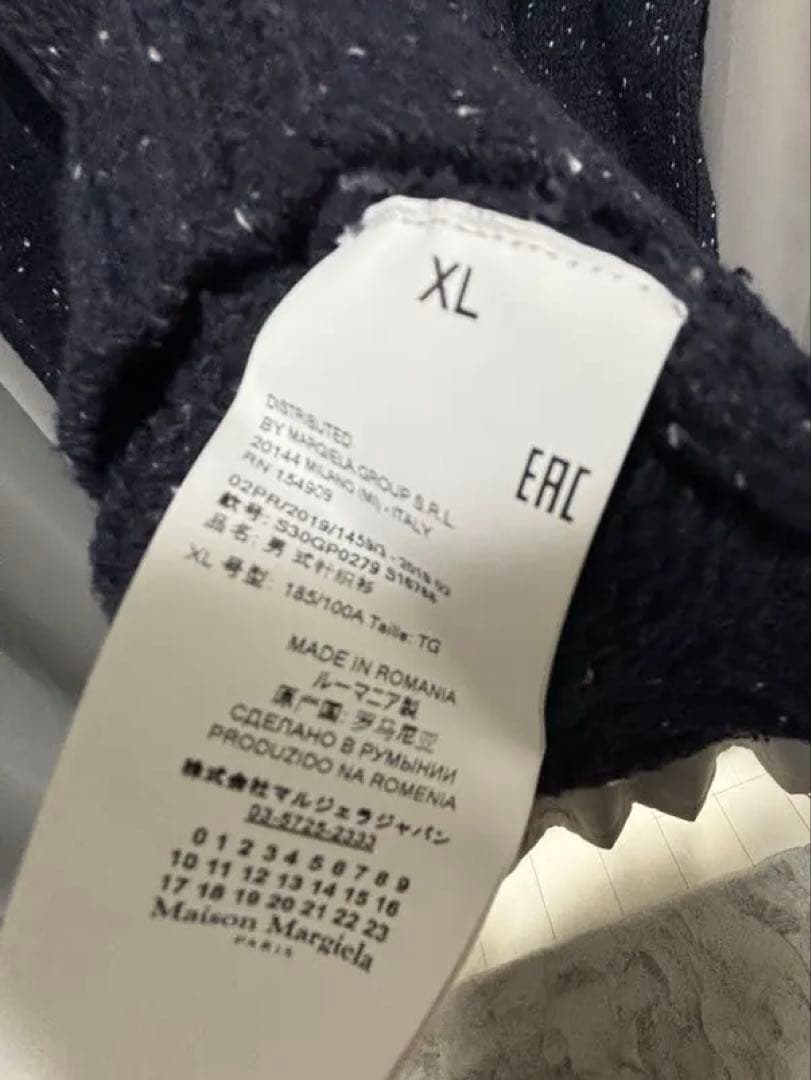 XL
EAC
DISTRIBUTED
BY MARGIELA GROUP S.R.L
20144 MILANO (MI) - ITALY
RN 154909
02PR/2019/1459/
款号: S30GP0279
品名: 男 式针织衫
XL 号型: 185/100A Taille: TG
MADE IN ROMANIA
ルーマニア製
原产国: 罗马尼亚
СДЕЛАНО В РУМЫНИИ
PRODUZIDO NA ROMENIA
株式会社マルジェラジャパン
03-5725-2333
0 1 2 3 4 5 6 7 8 9
10 11 12 13 14 15 16
17 18 19 20 21 22 23
Maison Margiela
PARIS